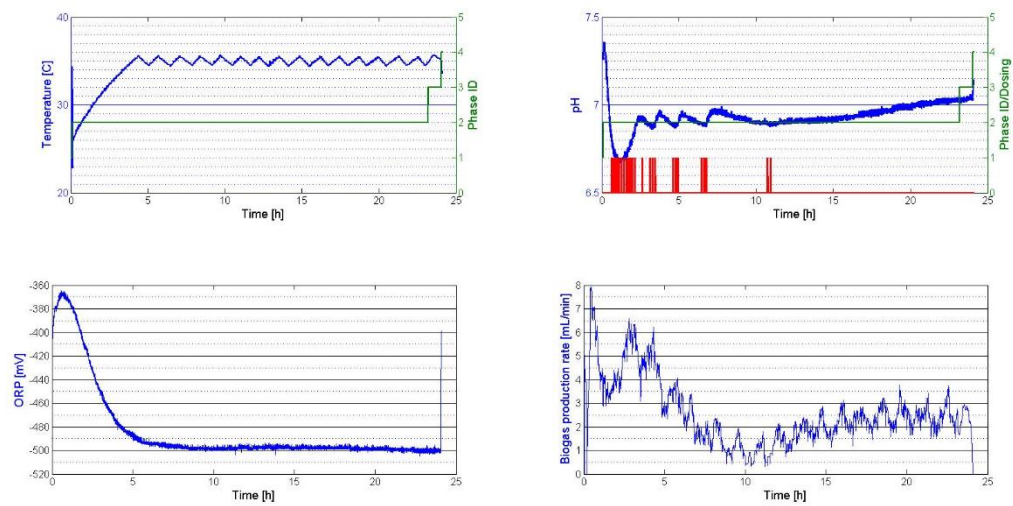 40
30
20
Temperature [C]
5
4
3
2
1
0
Phase ID
0 5 10 15 20 25
Time [h]
7.5
7
6.5
pH
5
4
3
2
1
0
Phase ID/Dosing
0 5 10 15 20 25
Time [h]
-360
-380
-400
-420
-440
-460
-480
-500
-520
ORP [mV]
0 5 10 15 20 25
Time [h]
8
7
6
5
4
3
2
1
0
Biogas production rate [mL/min]
0 5 10 15 20 25
Time [h]